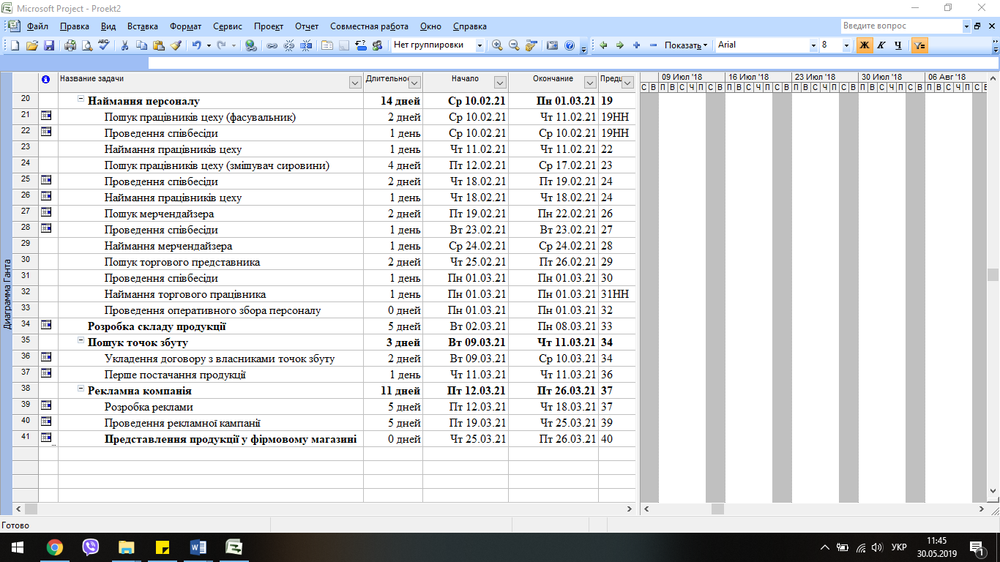 Microsoft Project - Proekt2
Файл Правка Вид Вставка Формат Сервис Проект Отчет Совместная работа Окно Справка Введите вопрос
Нет группировки Показать Arial 8 Ж К Ч
Название задачи Длительнос Начало Окончание Предц 09 Июл '18 16 Июл '18 23 Июл '18 30 Июл '18 06 Авг '18
С В П В С Ч П С В П В С Ч П С В П В С Ч П С В П В С Ч П С В П В С Ч П С В
20 Наймання персоналу 14 дней Ср 10.02.21 Пн 01.03.21 19
21 Пошук працівників цеху (фасувальник) 2 дней Ср 10.02.21 Чт 11.02.21 19НН
22 Проведення співбесіди 1 день Ср 10.02.21 Ср 10.02.21 19НН
23 Наймання працівників цеху 1 день Чт 11.02.21 Чт 11.02.21 22
24 Пошук працівників цеху (змішувач сировини) 4 дней Пт 12.02.21 Ср 17.02.21 23
25 Проведення співбесіди 2 дней Чт 18.02.21 Пт 19.02.21 24
26 Наймання працівників цеху 1 день Чт 18.02.21 Чт 18.02.21 24
27 Пошук мерчендайзера 2 дней Пт 19.02.21 Пн 22.02.21 26
28 Проведення співбесіди 1 день Вт 23.02.21 Вт 23.02.21 27
29 Наймання мерчендайзера 1 день Ср 24.02.21 Ср 24.02.21 28
30 Пошук торгового представника 2 дней Чт 25.02.21 Пт 26.02.21 29
31 Проведення співбесіди 1 день Пн 01.03.21 Пн 01.03.21 30
32 Наймання торгового працівника 1 день Пн 01.03.21 Пн 01.03.21 31НН
33 Проведення оперативного збора персоналу 0 дней Пн 01.03.21 Пн 01.03.21 32
34 Розробка складу продукції 5 дней Вт 02.03.21 Пн 08.03.21 33
35 Пошук точок збуту 3 дней Вт 09.03.21 Чт 11.03.21 34
36 Укладення договору з власниками точок збуту 2 дней Вт 09.03.21 Ср 10.03.21 34
37 Перше постачання продукції 1 день Чт 11.03.21 Чт 11.03.21 36
38 Рекламна компанія 11 дней Пт 12.03.21 Пт 26.03.21 37
39 Розробка реклами 5 дней Пт 12.03.21 Чт 18.03.21 37
40 Проведення рекламної кампанії 5 дней Пт 19.03.21 Чт 25.03.21 39
41 Представлення продукції у фірмовому магазині 0 дней Чт 25.03.21 Пт 26.03.21 40
Диаграмма Ганта
Готово
УКР 11:45
30.05.2019 1